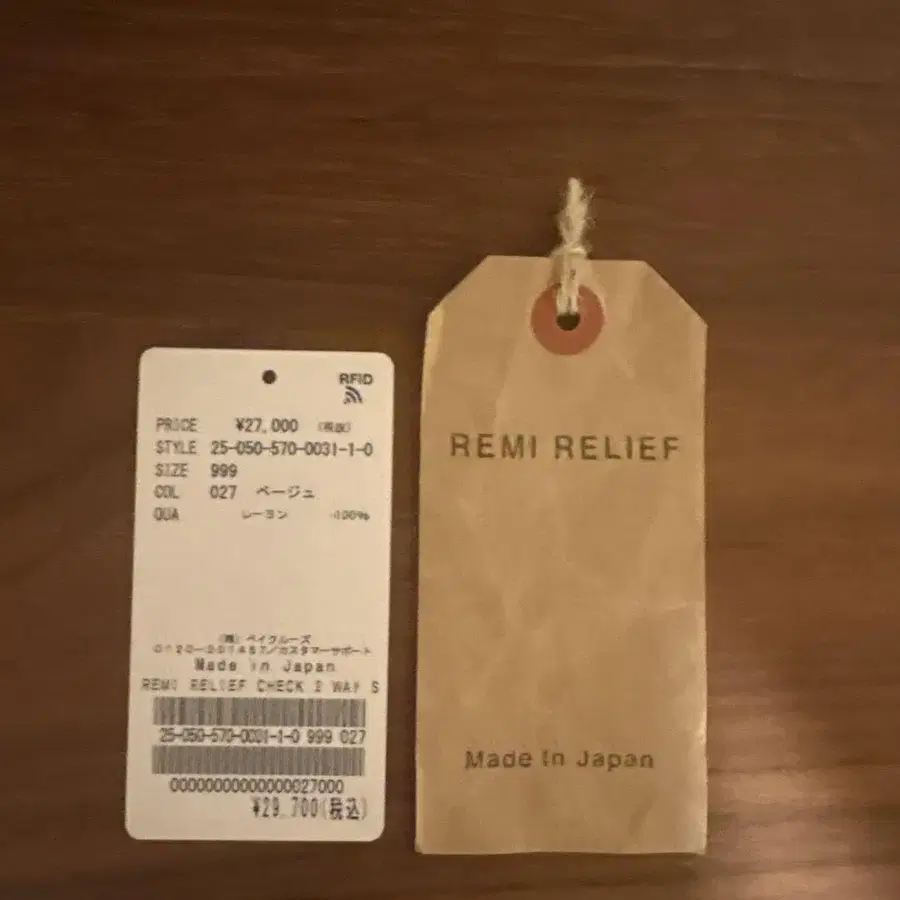 RFID
PRICE ¥27,000 (税抜)
STYLE 25-050-570-0031-1-0
SIZE 999
COL 027 ベージュ
QUA レーヨン 100%
(株) ベイクルーズ
カスタマーサポート
Made in Japan
REMI RELIEF CHECK 2 WAY S
25-050-570-0031-1-0 999 027
0000000000000000027000
¥29,700(税込)
REMI RELIEF
Made In Japan